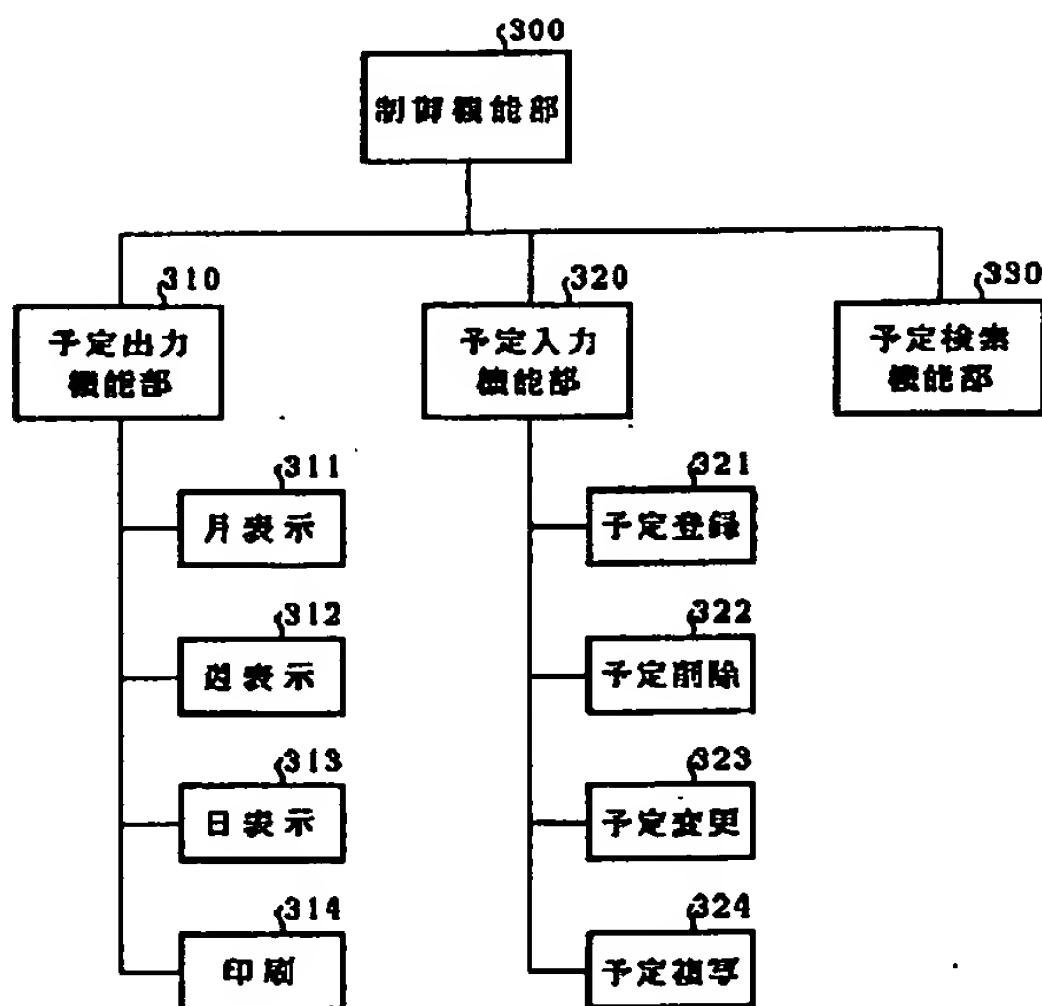 300
制御機能部
310
予定出力
機能部
320
予定入力
機能部
330
予定検索
機能部
311
月表示
321
予定登録
312
週表示
322
予定削除
313
日表示
323
予定変更
314
印刷
324
予定複写